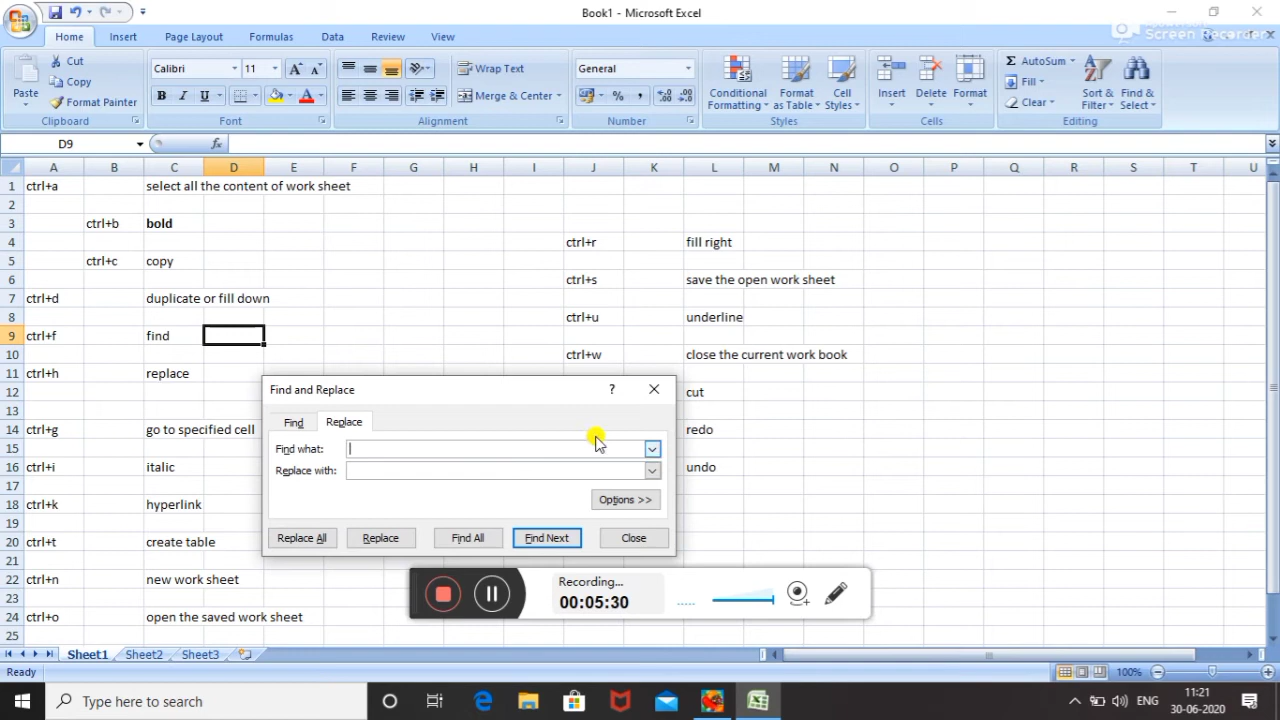 Book1 - Microsoft Excel
Home Insert Page Layout Formulas Data Review View
Screen Recorder
Paste
Cut
Copy
Format Painter
Clipboard
Calibri 11
B I U
Font
Wrap Text
Merge & Center
Alignment
General
Number
Conditional Formatting
Format as Table
Cell Styles
Styles
Insert Delete Format
Cells
AutoSum
Fill
Clear
Sort & Filter
Find & Select
Editing
D9 fx
A B C D E F G H I J K L M N O P Q R S T U
1 ctrl+a select all the content of work sheet
2
3 ctrl+b bold
4 ctrl+r fill right
5 ctrl+c copy
6 ctrl+s save the open work sheet
7 ctrl+d duplicate or fill down
8 ctrl+u underline
9 ctrl+f find
10 ctrl+w close the current work book
11 ctrl+h replace
12 cut
13
14 ctrl+g go to specified cell redo
15
16 ctrl+i italic undo
17
18 ctrl+k hyperlink
19
20 ctrl+t create table
21
22 ctrl+n new work sheet
23
24 ctrl+o open the saved work sheet
25
Find and Replace ?
Find Replace
Find what:
Replace with:
Options >>
Replace All Replace Find All Find Next Close
Recording...
00:05:30
Sheet1 Sheet2 Sheet3
Ready 100%
Type here to search
ENG
11:21
30-06-2020